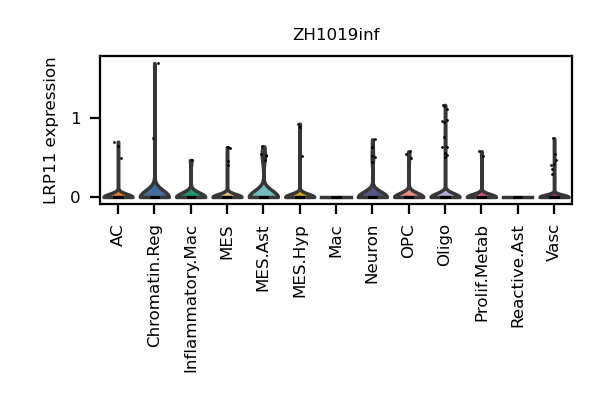 ZH1019inf
LRP11 expression
1
0
AC
Chromatin.Reg
Inflammatory.Mac
MES
MES.Ast
MES.Hyp
Mac
Neuron
OPC
Oligo
Prolif.Metab
Reactive.Ast
Vasc